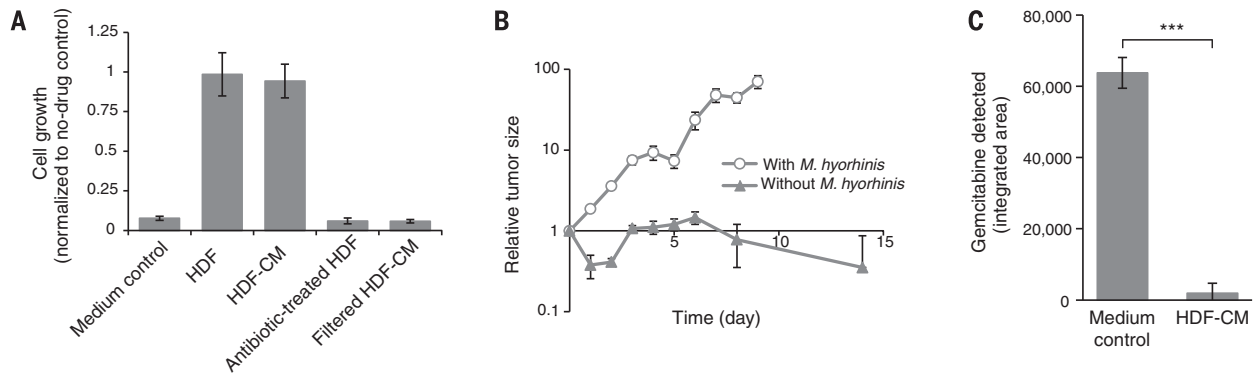 A
Cell growth
(normalized to no-drug control)
1.25
1
0.75
0.5
0.25
0
Medium control
HDF
HDF-CM
Antibiotic-treated HDF
Filtered HDF-CM
B
Relative tumor size
100
10
1
0.1
5
10
15
Time (day)
With M. hyorhinis
Without M. hyorhinis
C
Gemcitabine detected
(integrated area)
80,000
60,000
40,000
20,000
0
***
Medium
control
HDF-CM